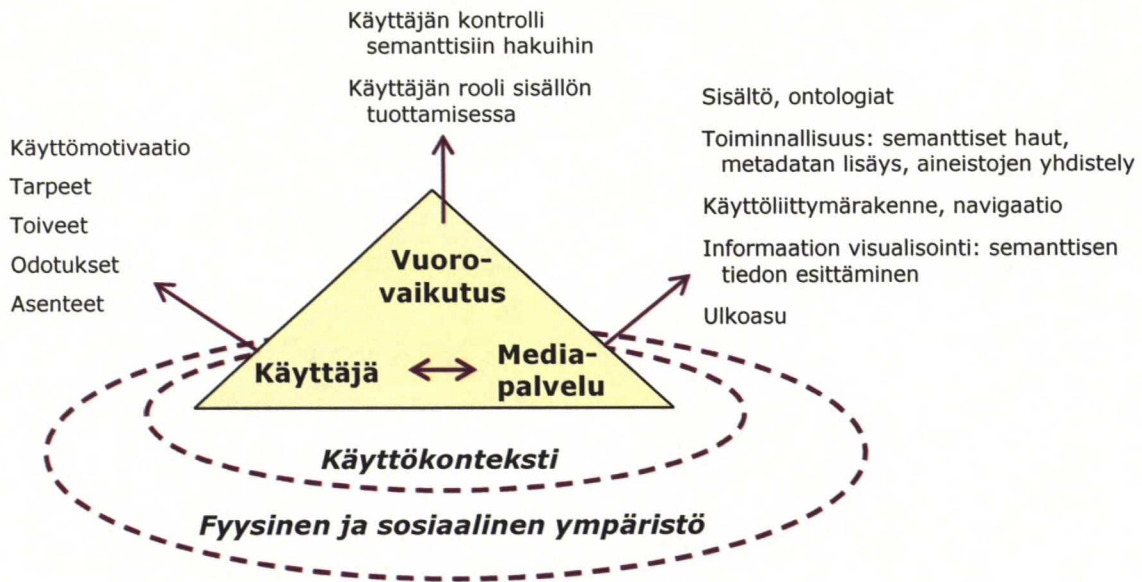 Käyttäjän kontrolli
semanttisiin hakuihin
Käyttäjän rooli sisällön
tuottamisessa
Käyttömotivaatio
Tarpeet
Toiveet
Odotukset
Asenteet
Sisältö, ontologiat
Toiminnallisuus: semanttiset haut,
metadatan lisäys, aineistojen yhdistely
Käyttöliittymärakenne, navigaatio
Informaation visualisointi: semanttisen
tiedon esittäminen
Ulkoasu
Vuoro-
vaikutus
Käyttäjä
Media-
palvelu
Käyttökonteksti
Fyysinen ja sosiaalinen ympäristö